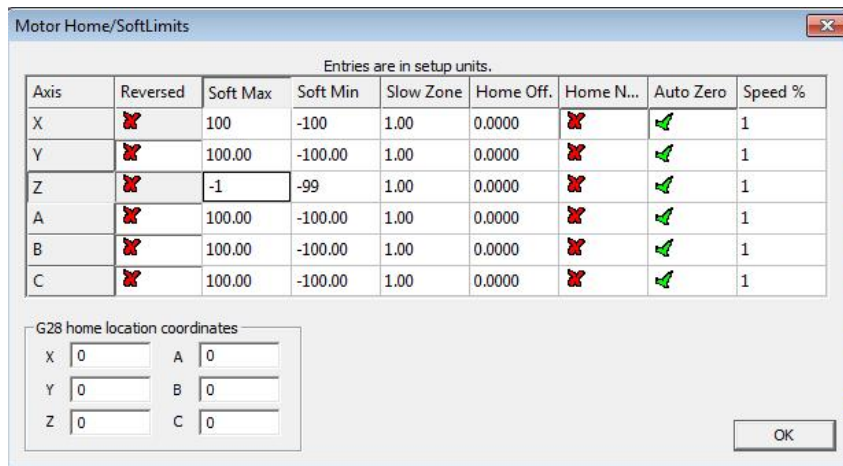 Motor Home/SoftLimits
Entries are in setup units.
Axis Reversed Soft Max Soft Min Slow Zone Home Off. Home N... Auto Zero Speed %
X 100 -100 1.00 0.0000 1
Y 100.00 -100.00 1.00 0.0000 1
Z -1 -99 1.00 0.0000 1
A 100.00 -100.00 1.00 0.0000 1
B 100.00 -100.00 1.00 0.0000 1
C 100.00 -100.00 1.00 0.0000 1
G28 home location coordinates
X 0 A 0
Y 0 B 0
Z 0 C 0
OK